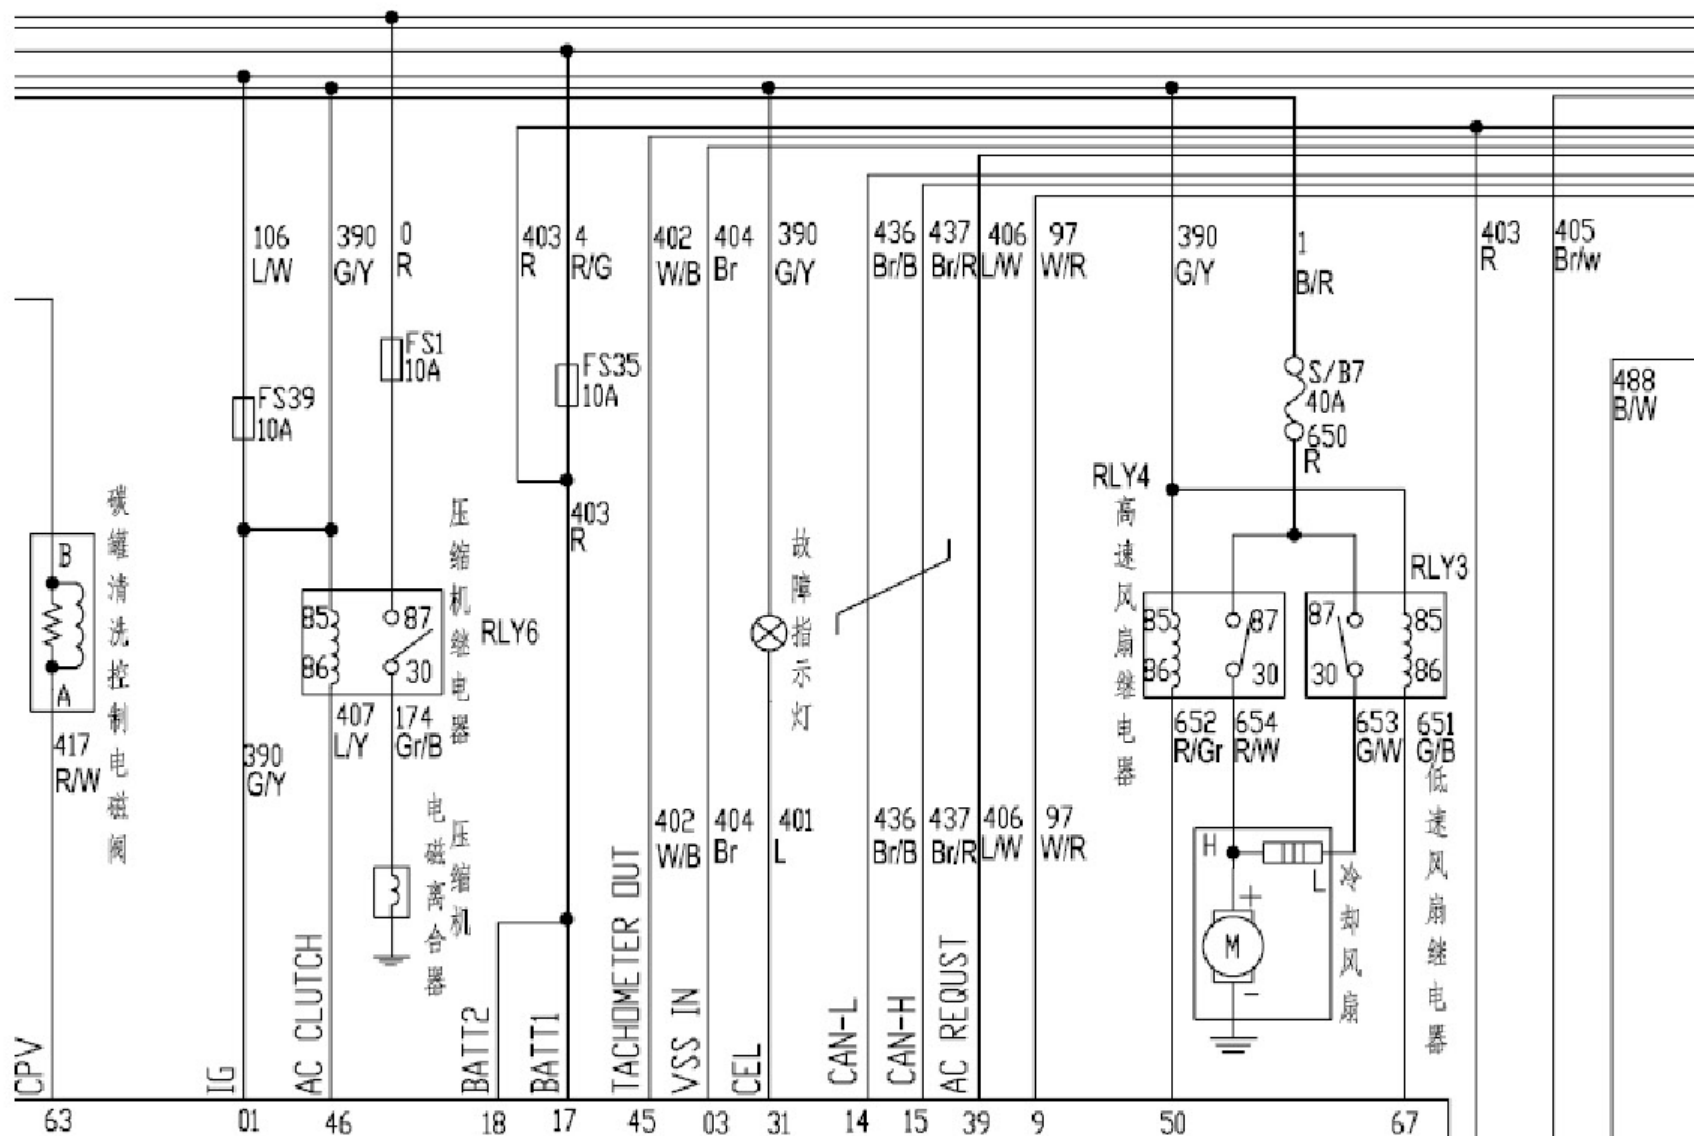 106
L/W
390
G/Y
0
R
403
R
4
R/G
402
W/B
404
Br
390
G/Y
436
Br/B
437
Br/R
406
L/W
97
W/R
390
G/Y
1
B/R
403
R
405
Br/w
FS39
10A
FS1
10A
FS35
10A
S/B7
40A
650
R
488
B/W
403
R
RLY4
高速风扇继电器
RLY3
碳罐清洗控制电磁阀
B
A
417
R/W
压缩机继电器
RLY6
85
86
87
30
407
L/Y
174
Gr/B
390
G/Y
故障指示灯
85
86
87
30
87
30
85
86
652
R/Gr
654
R/W
653
G/W
651
G/B
低速风扇继电器
402
W/B
404
Br
401
L
436
Br/B
437
Br/R
406
L/W
97
W/R
压缩机
电磁离合器
H
L
+
M
-
冷却风扇
CPV
IG
AC CLUTCH
BATT2
BATT1
TACHOMETER OUT
VSS IN
CEL
CAN-L
CAN-H
AC REQUST
63
01
46
18
17
45
03
31
14
15
39
9
50
67